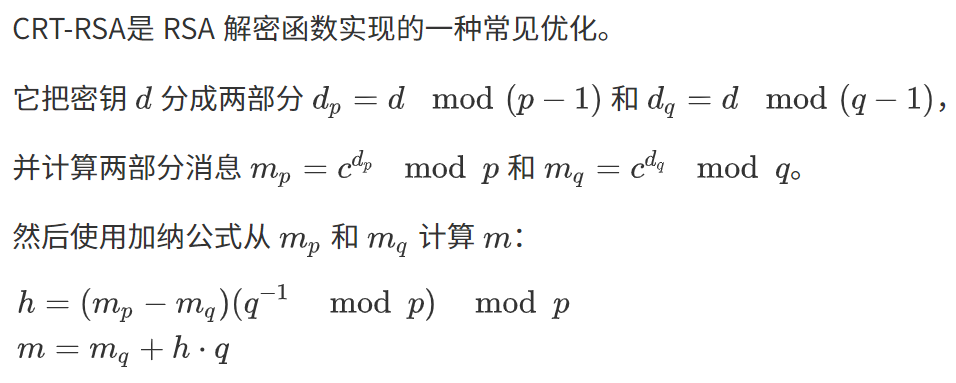 CRT-RSA是 RSA 解密函数实现的一种常见优化。
它把密钥 d 分成两部分 d_p = d mod (p − 1) 和 d_q = d mod (q − 1)，
并计算两部分消息 m_p = c^{d_p} mod p 和 m_q = c^{d_q} mod q。
然后使用加纳公式从 m_p 和 m_q 计算 m：
h = (m_p − m_q)(q^{−1} mod p) mod p
m = m_q + h · q